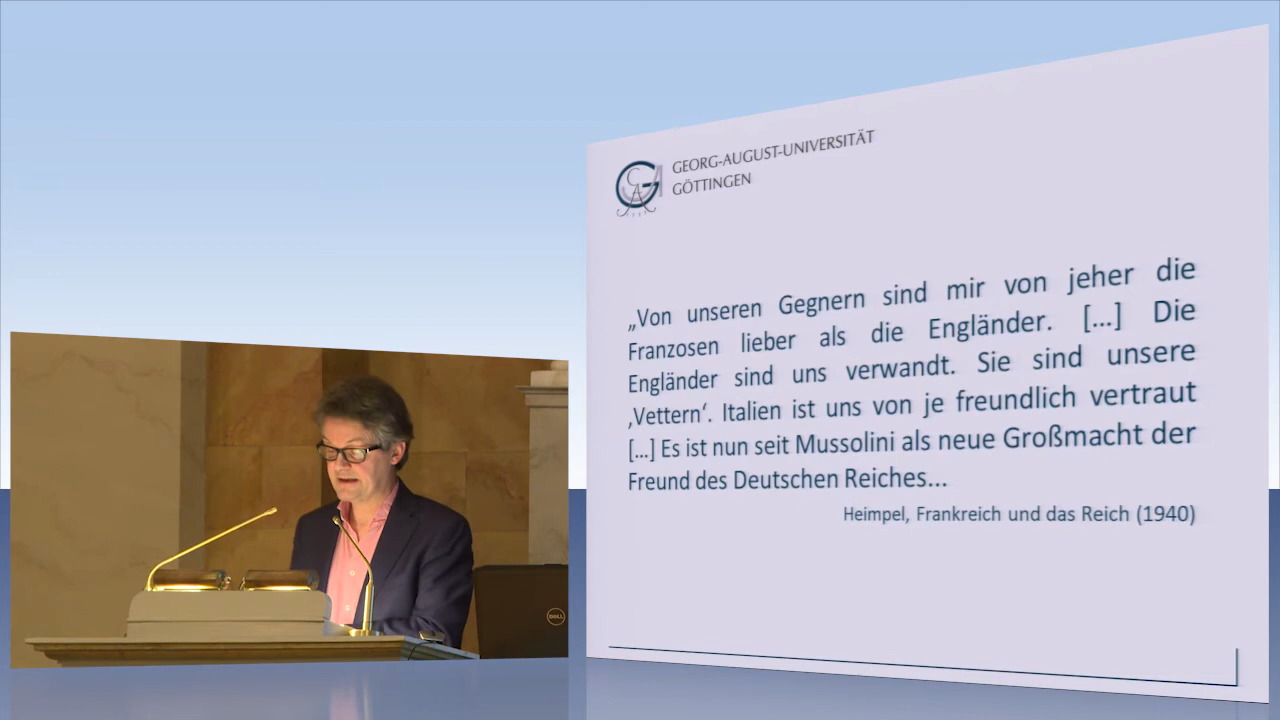 GEORG-AUGUST-UNIVERSITÄT
GÖTTINGEN
„Von unseren Gegnern sind mir von jeher die
Franzosen lieber als die Engländer. [...] Die
Engländer sind uns verwandt. Sie sind unsere
‚Vettern‘. Italien ist uns von je freundlich vertraut
[...] Es ist nun seit Mussolini als neue Großmacht der
Freund des Deutschen Reiches...
Heimpel, Frankreich und das Reich (1940)
DELL